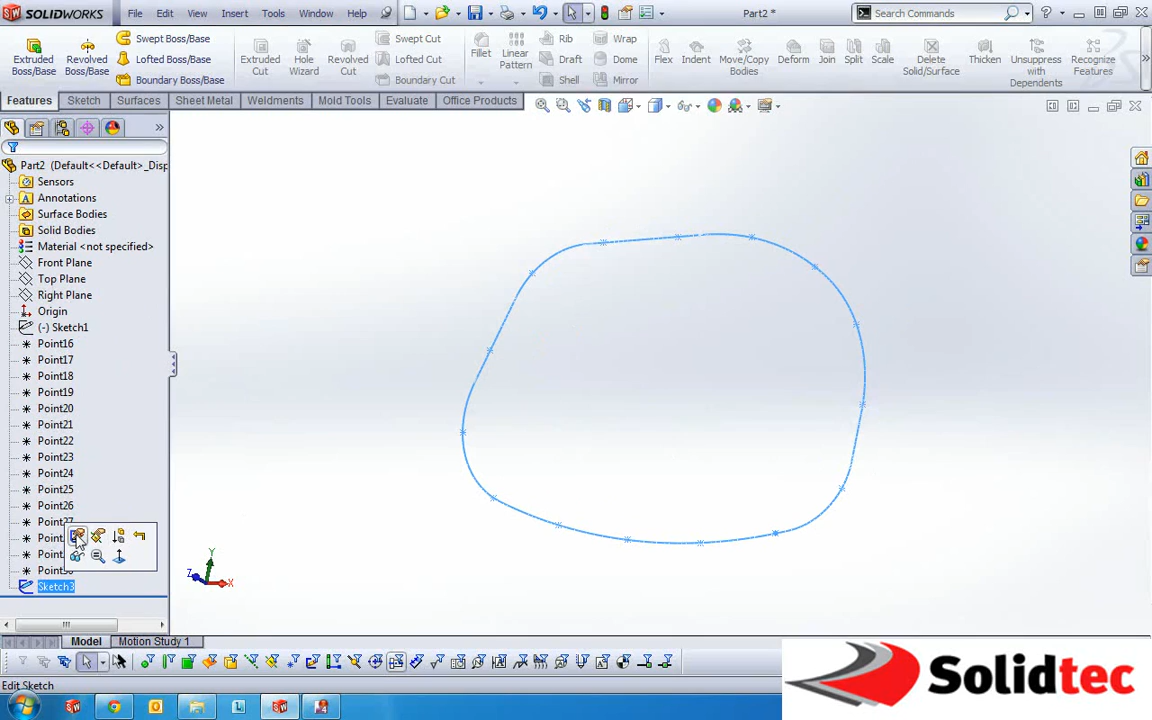 SOLIDWORKS File Edit View Insert Tools Window Help Part2 * Search Commands
Extruded Boss/Base
Revolved Boss/Base
Swept Boss/Base
Lofted Boss/Base
Boundary Boss/Base
Extruded Cut
Hole Wizard
Revolved Cut
Swept Cut
Lofted Cut
Boundary Cut
Fillet
Linear Pattern
Rib
Draft
Shell
Wrap
Dome
Mirror
Flex
Indent
Move/Copy Bodies
Deform
Join
Split
Scale
Delete Solid/Surface
Thicken
Unsuppress with Dependents
Recognize Features
Features Sketch Surfaces Sheet Metal Weldments Mold Tools Evaluate Office Products
Part2 (Default<<Default>_Disp
Sensors
Annotations
Surface Bodies
Solid Bodies
Material <not specified>
Front Plane
Top Plane
Right Plane
Origin
(-) Sketch1
Point16
Point17
Point18
Point19
Point20
Point21
Point22
Point23
Point24
Point25
Point26
Point27
Sketch3
Y
Z X
Model Motion Study 1
Edit Sketch
Solidtec